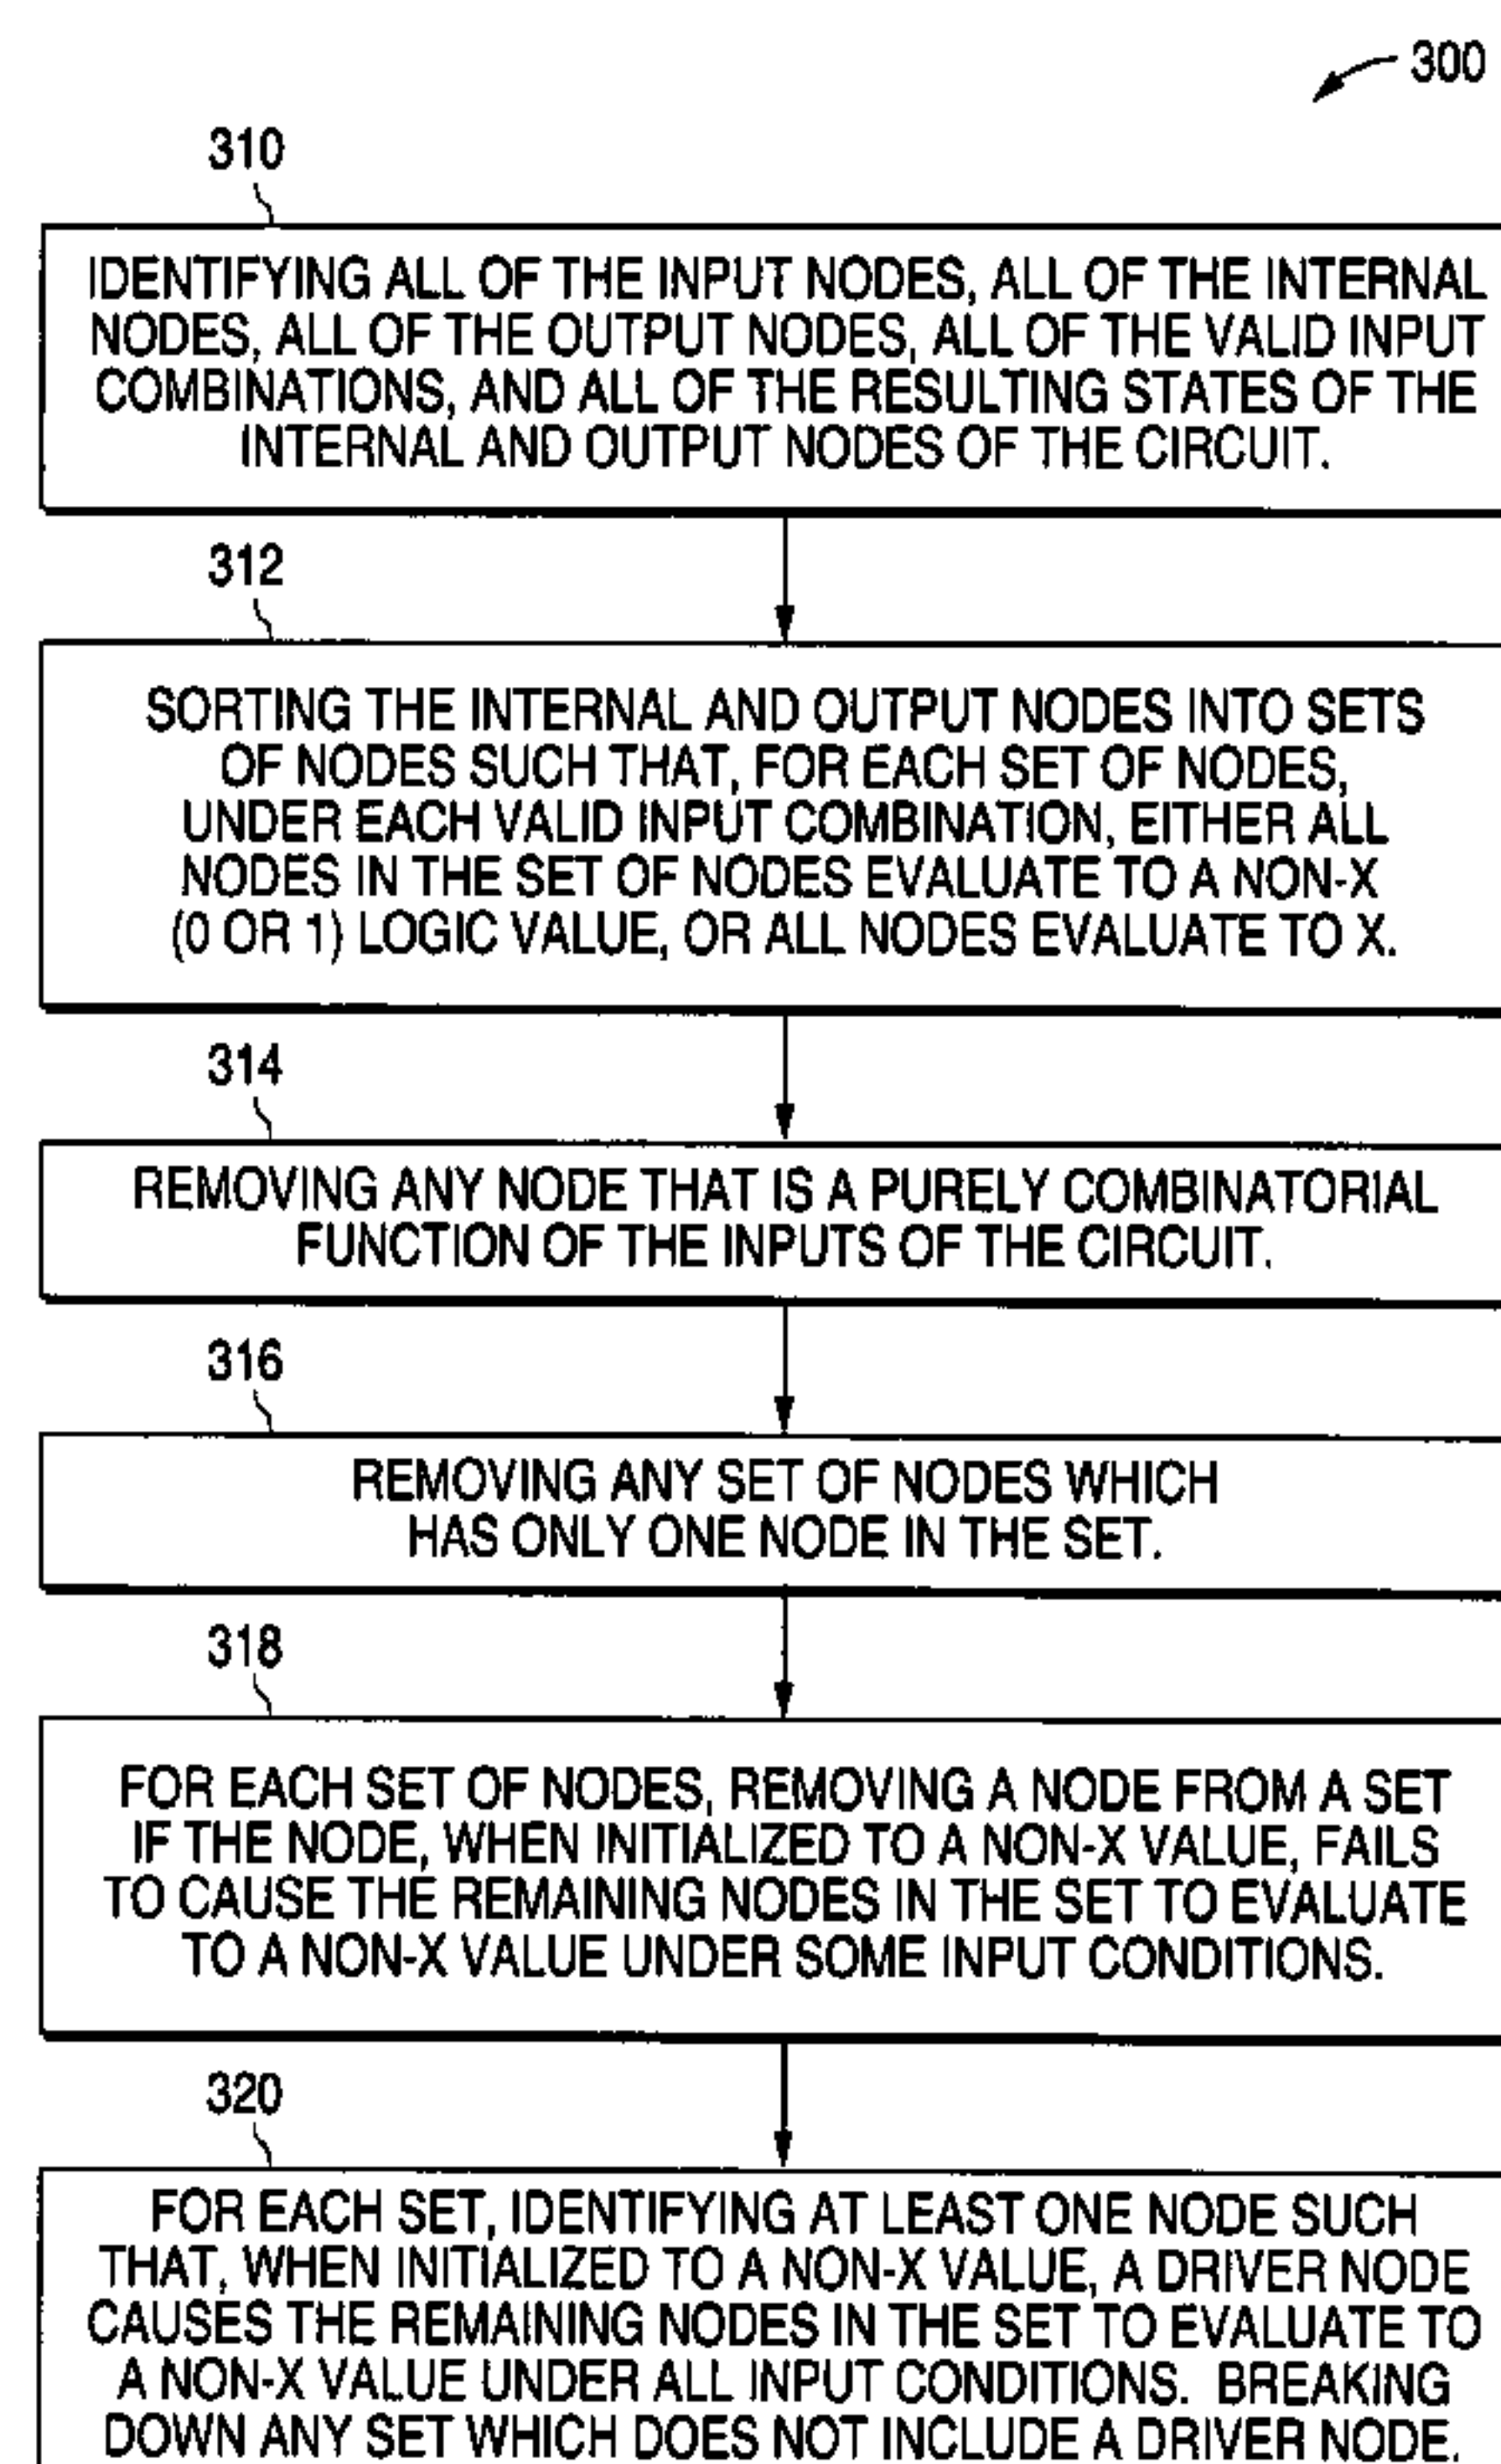 300
310
IDENTIFYING ALL OF THE INPUT NODES, ALL OF THE INTERNAL
NODES, ALL OF THE OUTPUT NODES, ALL OF THE VALID INPUT
COMBINATIONS, AND ALL OF THE RESULTING STATES OF THE
INTERNAL AND OUTPUT NODES OF THE CIRCUIT.
312
SORTING THE INTERNAL AND OUTPUT NODES INTO SETS
OF NODES SUCH THAT, FOR EACH SET OF NODES,
UNDER EACH VALID INPUT COMBINATION, EITHER ALL
NODES IN THE SET OF NODES EVALUATE TO A NON-X
(0 OR 1) LOGIC VALUE, OR ALL NODES EVALUATE TO X.
314
REMOVING ANY NODE THAT IS A PURELY COMBINATORIAL
FUNCTION OF THE INPUTS OF THE CIRCUIT.
316
REMOVING ANY SET OF NODES WHICH
HAS ONLY ONE NODE IN THE SET.
318
FOR EACH SET OF NODES, REMOVING A NODE FROM A SET
IF THE NODE, WHEN INITIALIZED TO A NON-X VALUE, FAILS
TO CAUSE THE REMAINING NODES IN THE SET TO EVALUATE
TO A NON-X VALUE UNDER SOME INPUT CONDITIONS.
320
FOR EACH SET, IDENTIFYING AT LEAST ONE NODE SUCH
THAT, WHEN INITIALIZED TO A NON-X VALUE, A DRIVER NODE
CAUSES THE REMAINING NODES IN THE SET TO EVALUATE TO
A NON-X VALUE UNDER ALL INPUT CONDITIONS. BREAKING
DOWN ANY SET WHICH DOES NOT INCLUDE A DRIVER NODE.